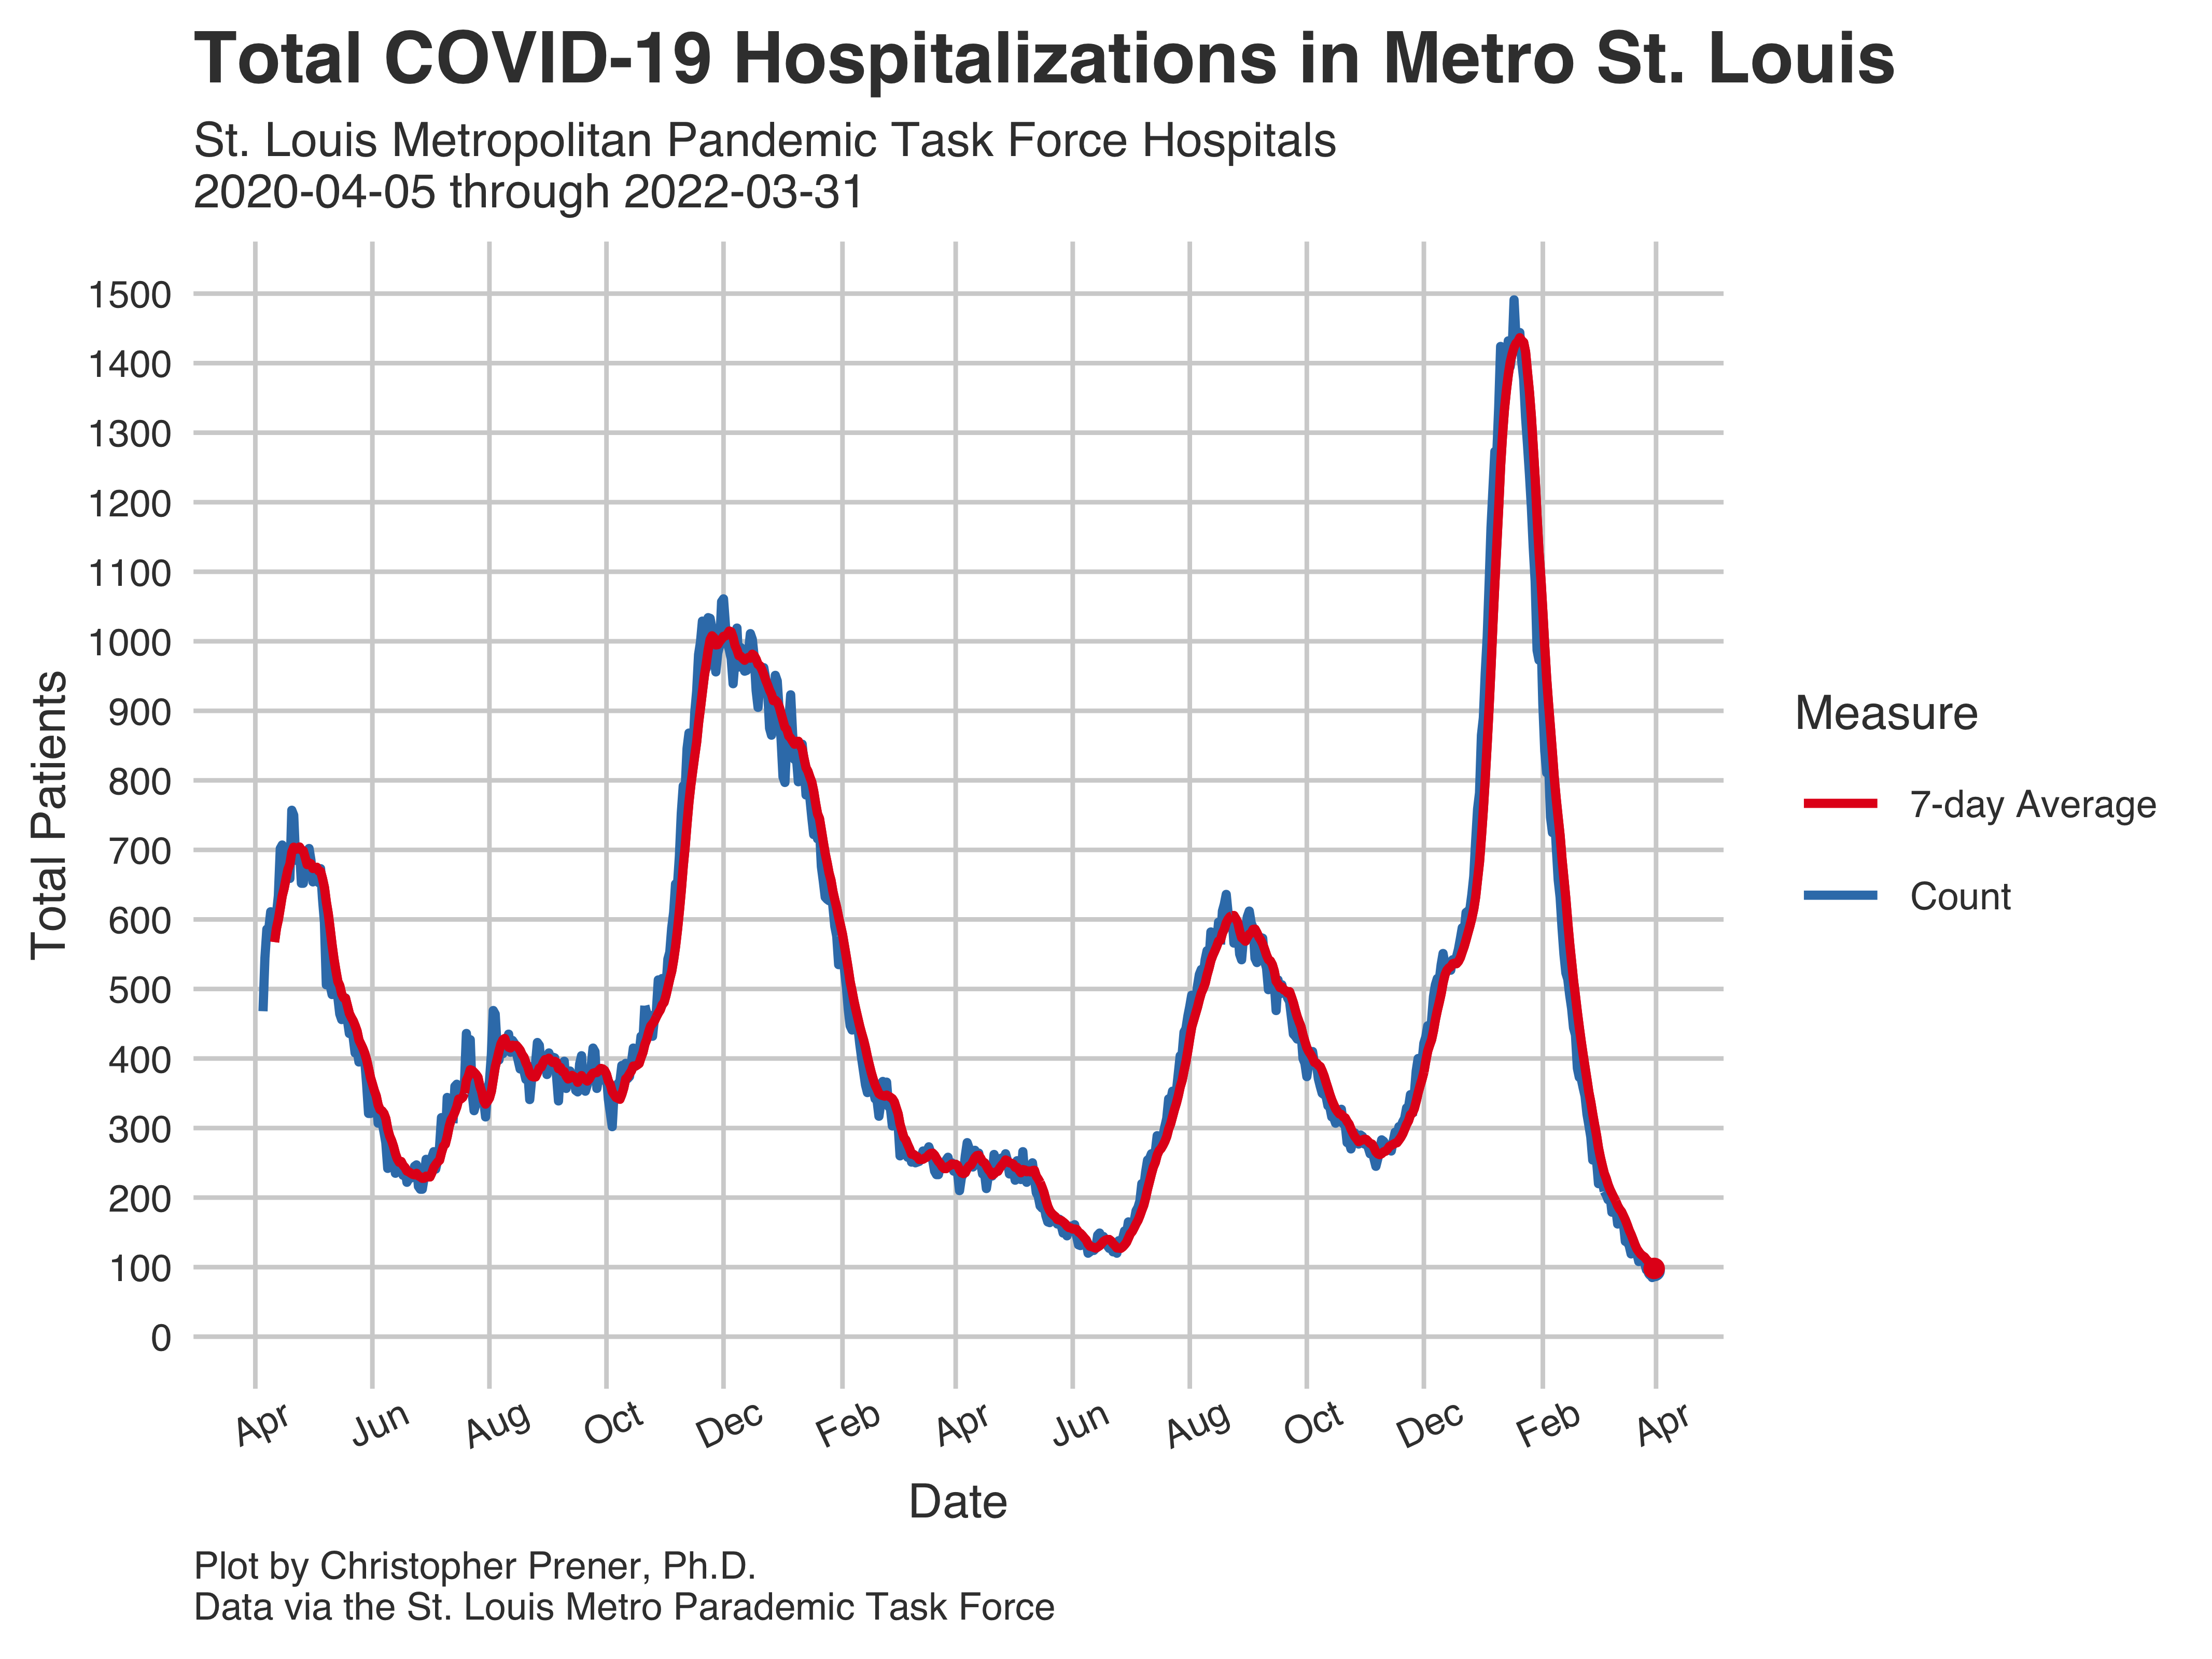 Total COVID-19 Hospitalizations in Metro St. Louis
St. Louis Metropolitan Pandemic Task Force Hospitals
2020-04-05 through 2022-03-31
1500
1400
1300
1200
1100
1000
900
800
700
600
500
400
300
200
100
0
Total Patients
Apr
Jun
Aug
Oct
Dec
Feb
Apr
Jun
Aug
Oct
Dec
Feb
Apr
Date
Measure
7-day Average
Count
Plot by Christopher Prener, Ph.D.
Data via the St. Louis Metro Parademic Task Force